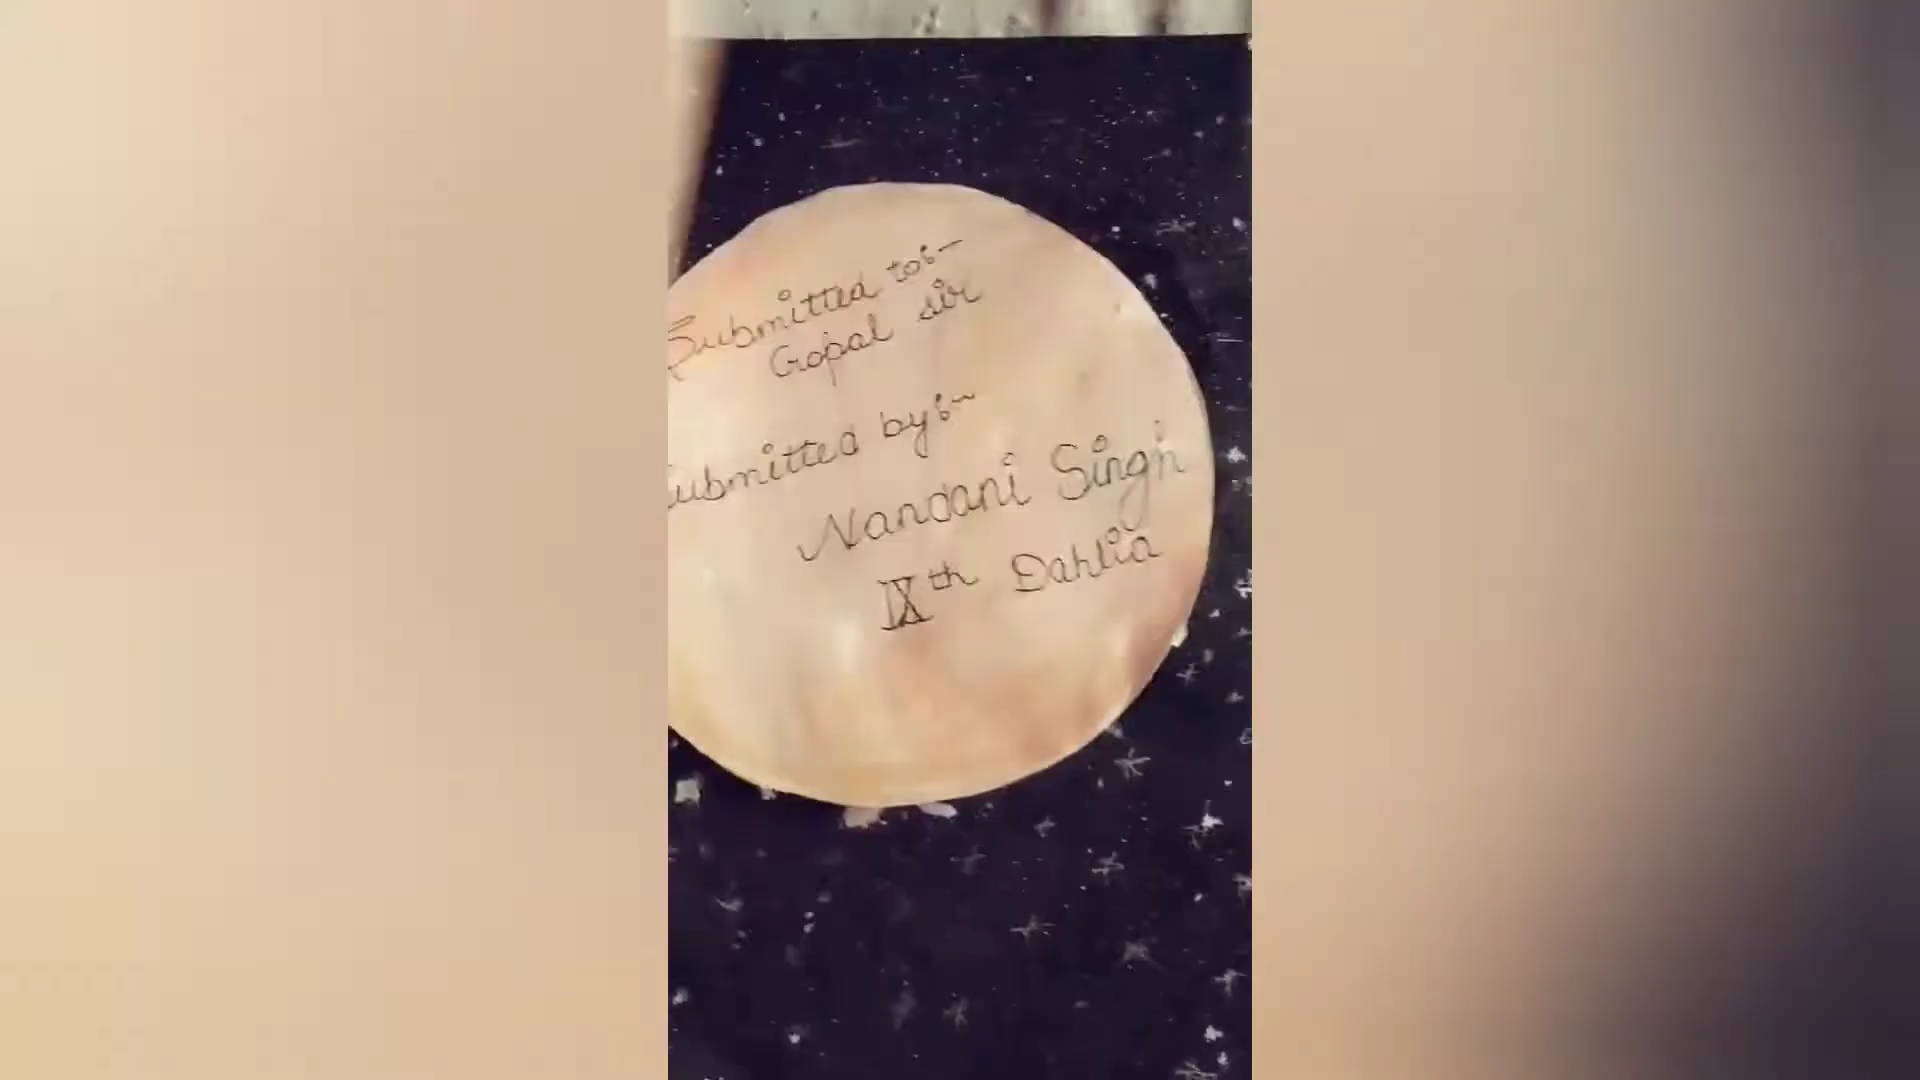 Submitted to:-
Gopal sir
Submitted by:-
Nandani Singh
IXth Dahlia